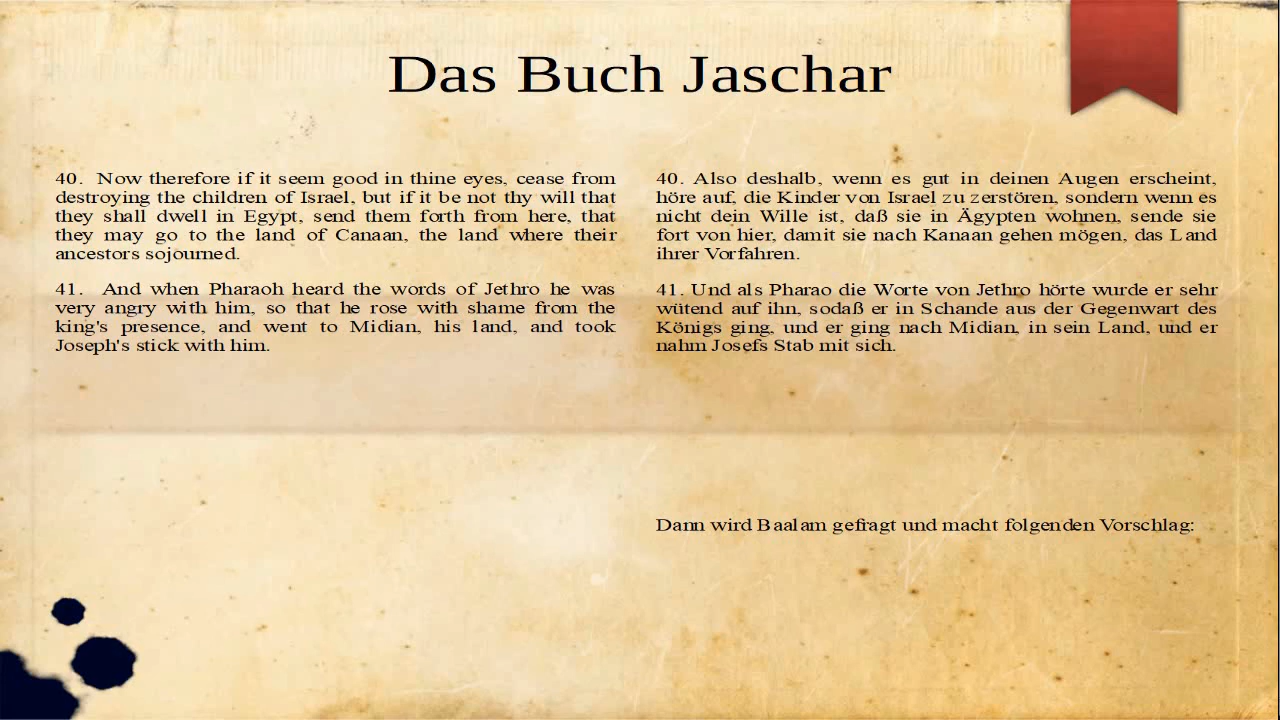 Das Buch Jaschar
40. Now therefore if it seem good in thine eyes, cease from
destroying the children of Israel, but if it be not thy will that
they shall dwell in Egypt, send them forth from here, that
they may go to the land of Canaan, the land where their
ancestors sojourned.
41. And when Pharaoh heard the words of Jethro he was
very angry with him, so that he rose with shame from the
king's presence, and went to Midian, his land, and took
Joseph's stick with him.
40. Also deshalb, wenn es gut in deinen Augen erscheint,
höre auf, die Kinder von Israel zu zerstören, sondern wenn es
nicht dein Wille ist, daß sie in Ägypten wohnen, sende sie
fort von hier, damit sie nach Kanaan gehen mögen, das Land
ihrer Vorfahren.
41. Und als Pharao die Worte von Jethro hörte wurde er sehr
wütend auf ihn, sodaß er in Schande aus der Gegenwart des
Königs ging, und er ging nach Midian, in sein Land, und er
nahm Josefs Stab mit sich.
Dann wird Baalam gefragt und macht folgenden Vorschlag: